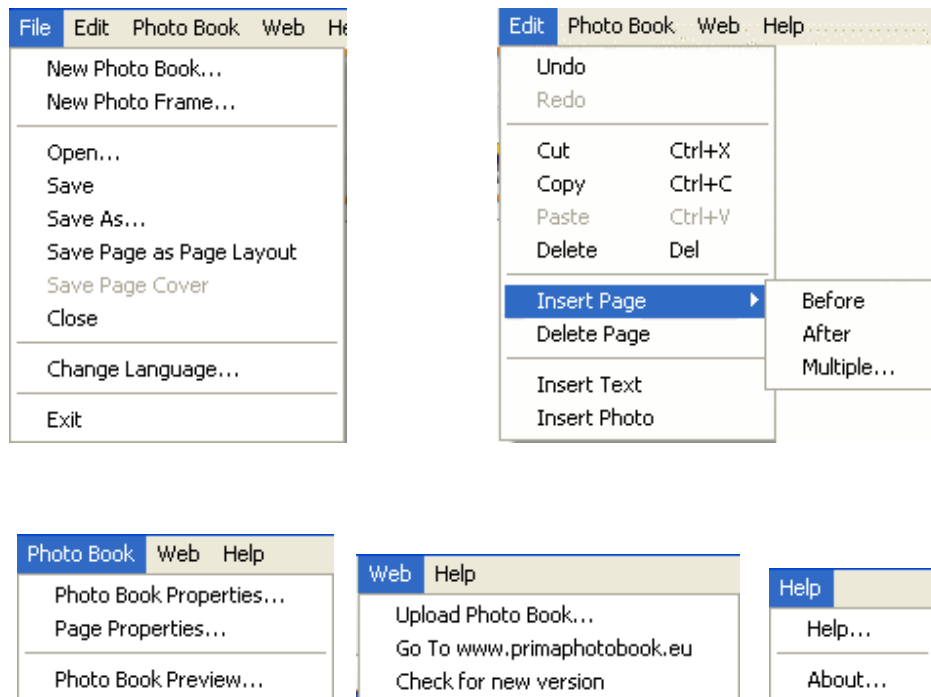 File Edit Photo Book Web He
New Photo Book...
New Photo Frame...
Open...
Save
Save As...
Save Page as Page Layout
Save Page Cover
Close
Change Language...
Exit
Edit Photo Book Web Help
Undo
Redo
Cut Ctrl+X
Copy Ctrl+C
Paste Ctrl+V
Delete Del
Insert Page
Delete Page
Insert Text
Insert Photo
Before
After
Multiple...
Photo Book Web Help
Photo Book Properties...
Page Properties...
Photo Book Preview...
Web Help
Upload Photo Book...
Go To www.primaphotobook.eu
Check for new version
Help
Help...
About...